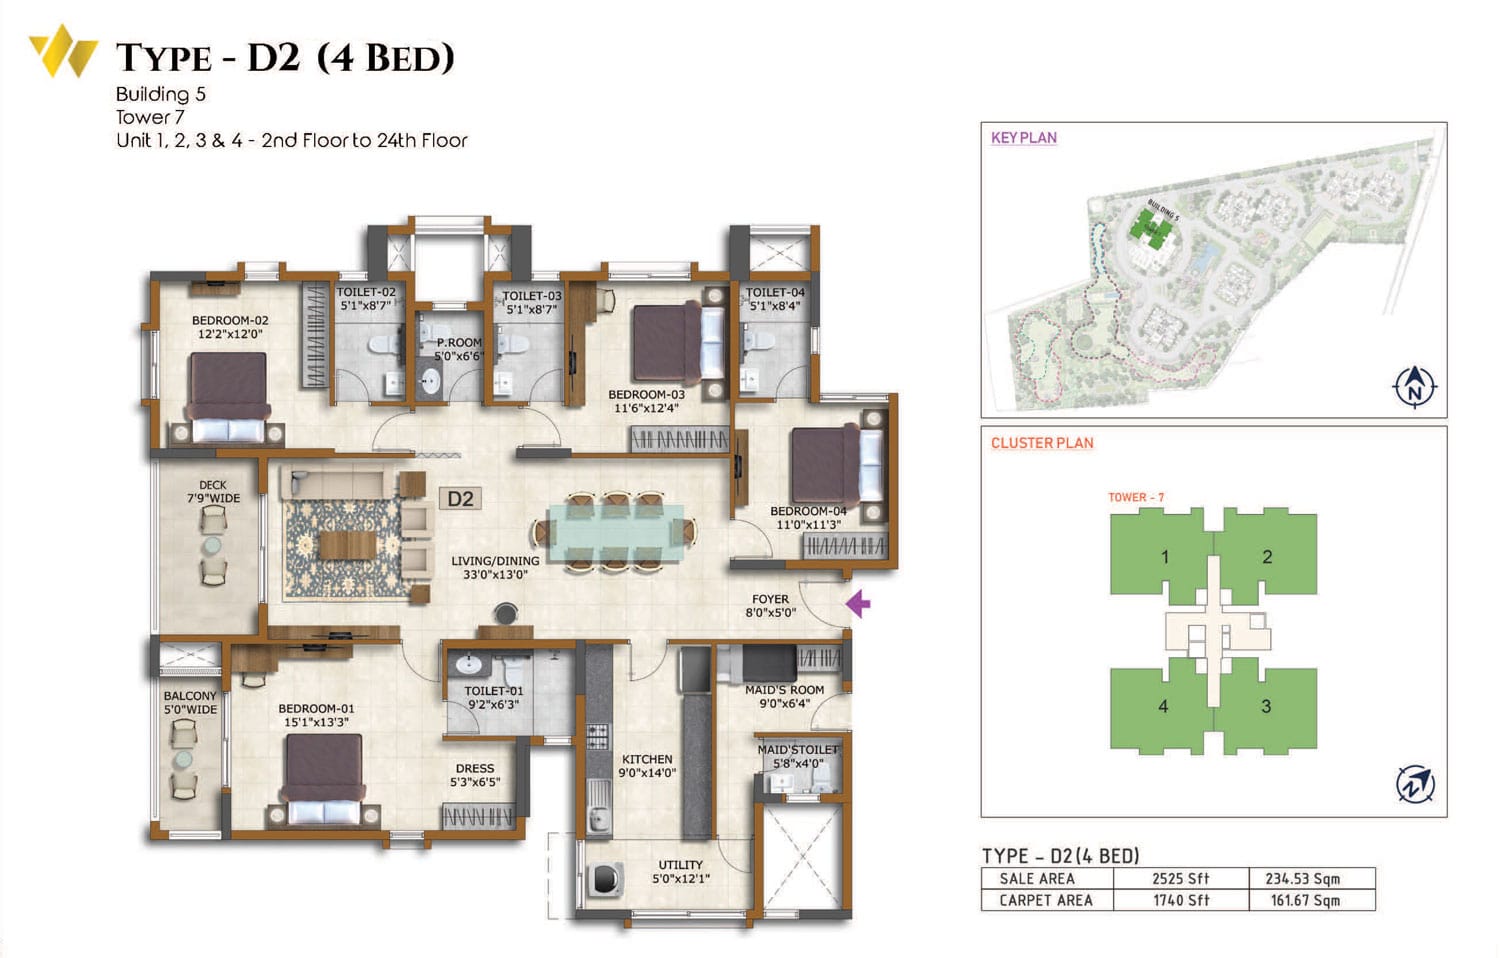 TYPE - D2 (4 BED)
Building 5
Tower 7
Unit 1, 2, 3 & 4 - 2nd Floor to 24th Floor
KEY PLAN
BUILDING 5
N
CLUSTER PLAN
TOWER - 7
1
2
4
3
N
TYPE - D2 (4 BED)
SALE AREA 2525 Sft 234.53 Sqm
CARPET AREA 1740 Sft 161.67 Sqm
TOILET-02
5'1"x8'7"
TOILET-03
5'1"x8'7"
TOILET-04
5'1"x8'4"
BEDROOM-02
12'2"x12'0"
P.ROOM
5'0"x6'6"
BEDROOM-03
11'6"x12'4"
DECK
7'9"WIDE
D2
BEDROOM-04
11'0"x11'3"
LIVING/DINING
33'0"x13'0"
FOYER
8'0"x5'0"
BALCONY
5'0"WIDE
BEDROOM-01
15'1"x13'3"
TOILET-01
9'2"x6'3"
MAID'S ROOM
9'0"x6'4"
DRESS
5'3"x6'5"
KITCHEN
9'0"x14'0"
MAID'STOILET
5'8"x4'0"
UTILITY
5'0"x12'1"